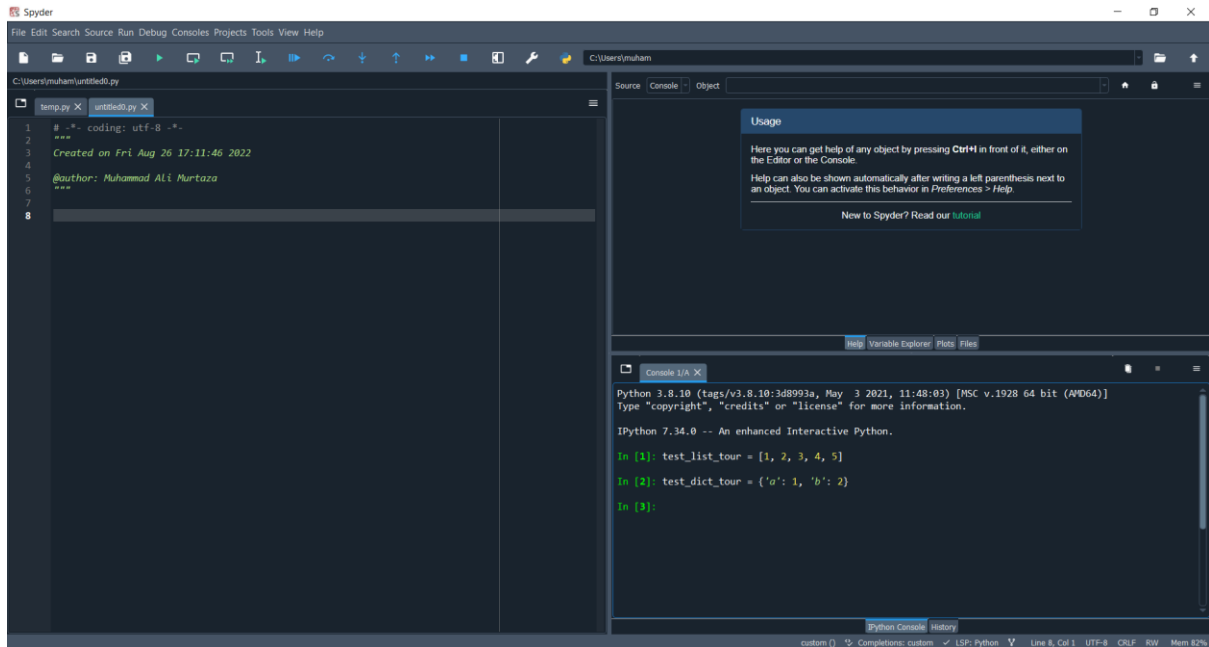 Spyder
File Edit Search Source Run Debug Consoles Projects Tools View Help
C:\Users\muham
C:\Users\muham\untitled0.py
temp.py X untitled0.py X
1 # -*- coding: utf-8 -*-
2 """
3 Created on Fri Aug 26 17:11:46 2022
4
5 @author: Muhammad Ali Murtaza
6 """
7
8
Source Console Object
Usage
Here you can get help of any object by pressing Ctrl+I in front of it, either on
the Editor or the Console.
Help can also be shown automatically after writing a left parenthesis next to
an object. You can activate this behavior in Preferences > Help.
New to Spyder? Read our tutorial
Help Variable Explorer Plots Files
Console 1/A X
Python 3.8.10 (tags/v3.8.10:3d8993a, May  3 2021, 11:48:03) [MSC v.1928 64 bit (AMD64)]
Type "copyright", "credits" or "license" for more information.
IPython 7.34.0 -- An enhanced Interactive Python.
In [1]: test_list_tour = [1, 2, 3, 4, 5]
In [2]: test_dict_tour = {'a': 1, 'b': 2}
In [3]:
IPython Console History
custom () Completions: custom ✓ LSP: Python Line 8, Col 1 UTF-8 CRLF RW Mem 82%